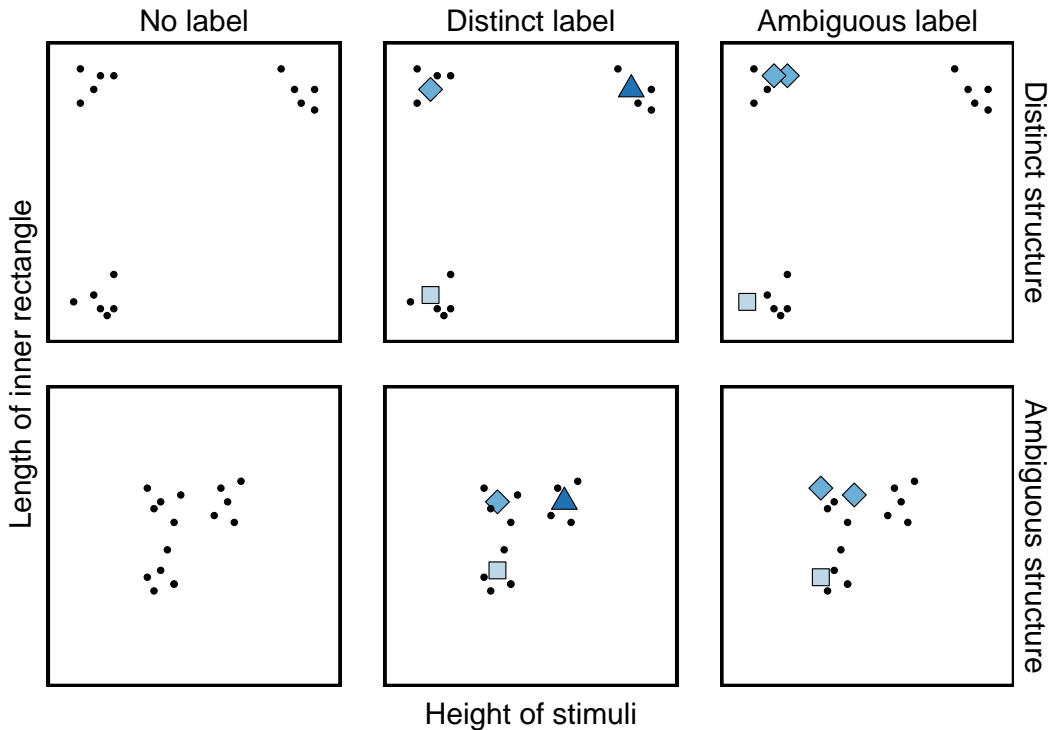 No label
Distinct label
Ambiguous label
Distinct structure
Length of inner rectangle
Ambiguous structure
Height of stimuli